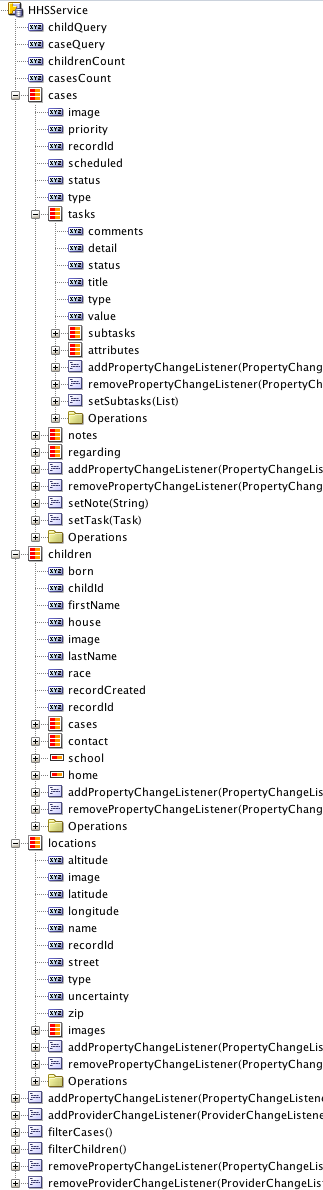 HHSService
childQuery
caseQuery
childrenCount
casesCount
cases
image
priority
recordId
scheduled
status
type
tasks
comments
detail
status
title
type
value
subtasks
attributes
addPropertyChangeListener(PropertyChang
removePropertyChangeListener(PropertyCh
setSubtasks(List)
Operations
notes
regarding
addPropertyChangeListener(PropertyChangeLis
removePropertyChangeListener(PropertyChang
setNote(String)
setTask(Task)
Operations
children
born
childId
firstName
house
image
lastName
race
recordCreated
recordId
cases
contact
school
home
addPropertyChangeListener(PropertyChangeLis
removePropertyChangeListener(PropertyChang
Operations
locations
altitude
image
latitude
longitude
name
recordId
street
type
uncertainty
zip
images
addPropertyChangeListener(PropertyChangeLis
removePropertyChangeListener(PropertyChang
Operations
addPropertyChangeListener(PropertyChangeListene
addProviderChangeListener(ProviderChangeListene
filterCases()
filterChildren()
removePropertyChangeListener(PropertyChangeList
removeProviderChangeListener(ProviderChangeList